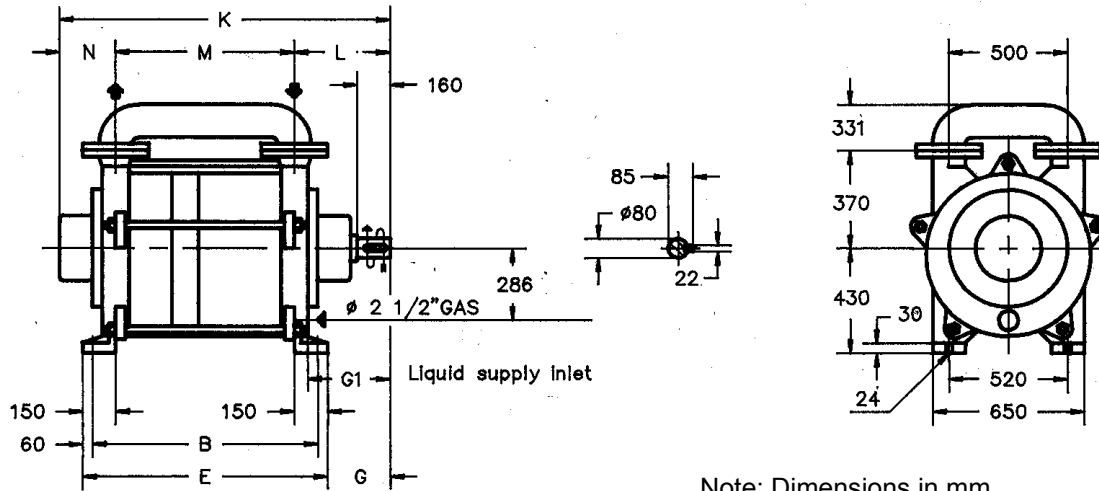 K
N M L
160
500
331
370
430
85
ø80
22
286
ø 2 1/2"GAS
G1 Liquid supply inlet
150 150
60 B
E G
30
24
520
650
Note: Dimensions in mm